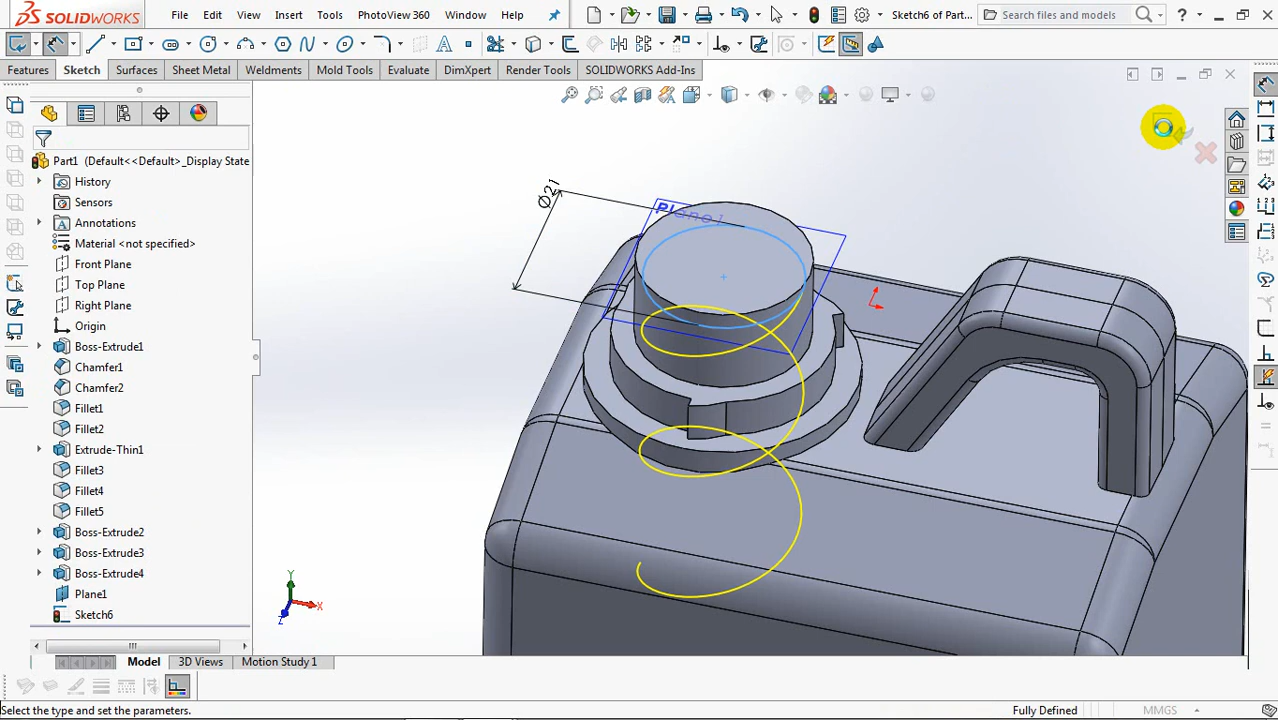 SOLIDWORKS File Edit View Insert Tools PhotoView 360 Window Help Sketch6 of Part... Search files and models ?
Features Sketch Surfaces Sheet Metal Weldments Mold Tools Evaluate DimXpert Render Tools SOLIDWORKS Add-Ins
Part1 (Default<<Default>_Display State
History
Sensors
Annotations
Material <not specified>
Front Plane
Top Plane
Right Plane
Origin
Boss-Extrude1
Chamfer1
Chamfer2
Fillet1
Fillet2
Extrude-Thin1
Fillet3
Fillet4
Fillet5
Boss-Extrude2
Boss-Extrude3
Boss-Extrude4
Plane1
Sketch6
Ø21
Plane1
Y
X
Z
Model 3D Views Motion Study 1
Select the type and set the parameters. Fully Defined MMGS